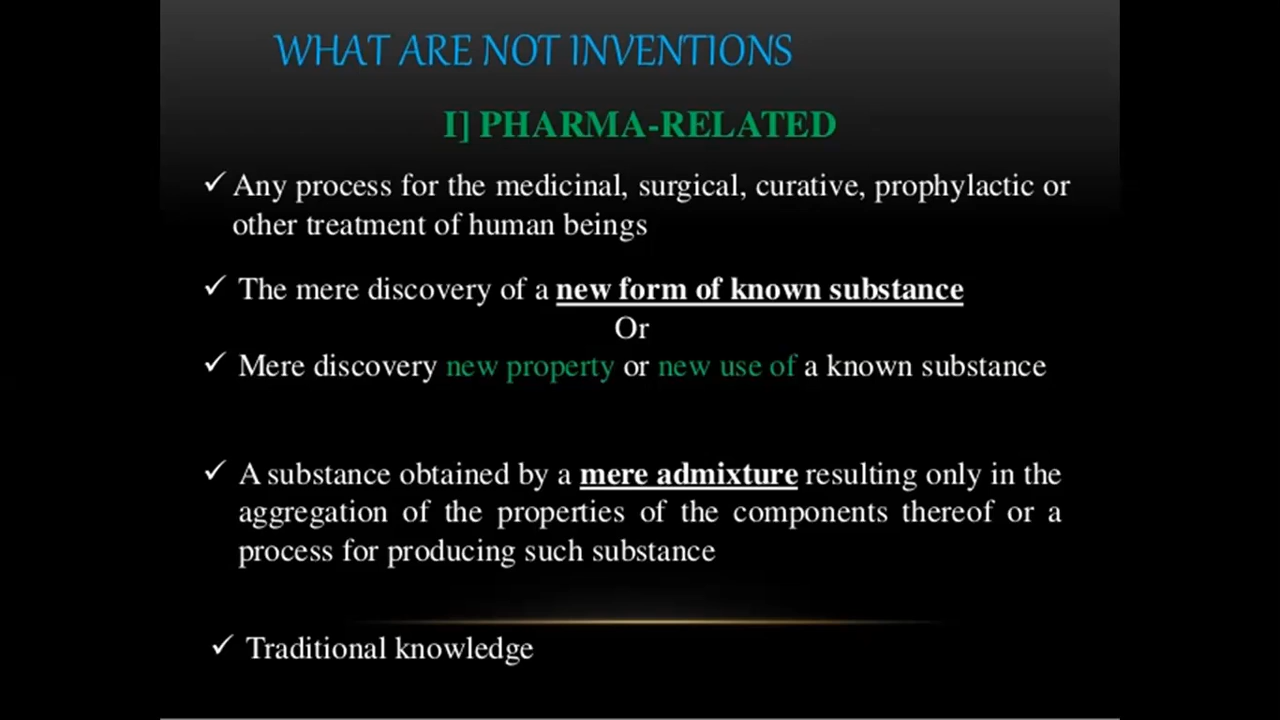 WHAT ARE NOT INVENTIONS
I] PHARMA-RELATED
✓ Any process for the medicinal, surgical, curative, prophylactic or
other treatment of human beings
✓ The mere discovery of a new form of known substance
Or
✓ Mere discovery new property or new use of a known substance
✓ A substance obtained by a mere admixture resulting only in the
aggregation of the properties of the components thereof or a
process for producing such substance
✓ Traditional knowledge